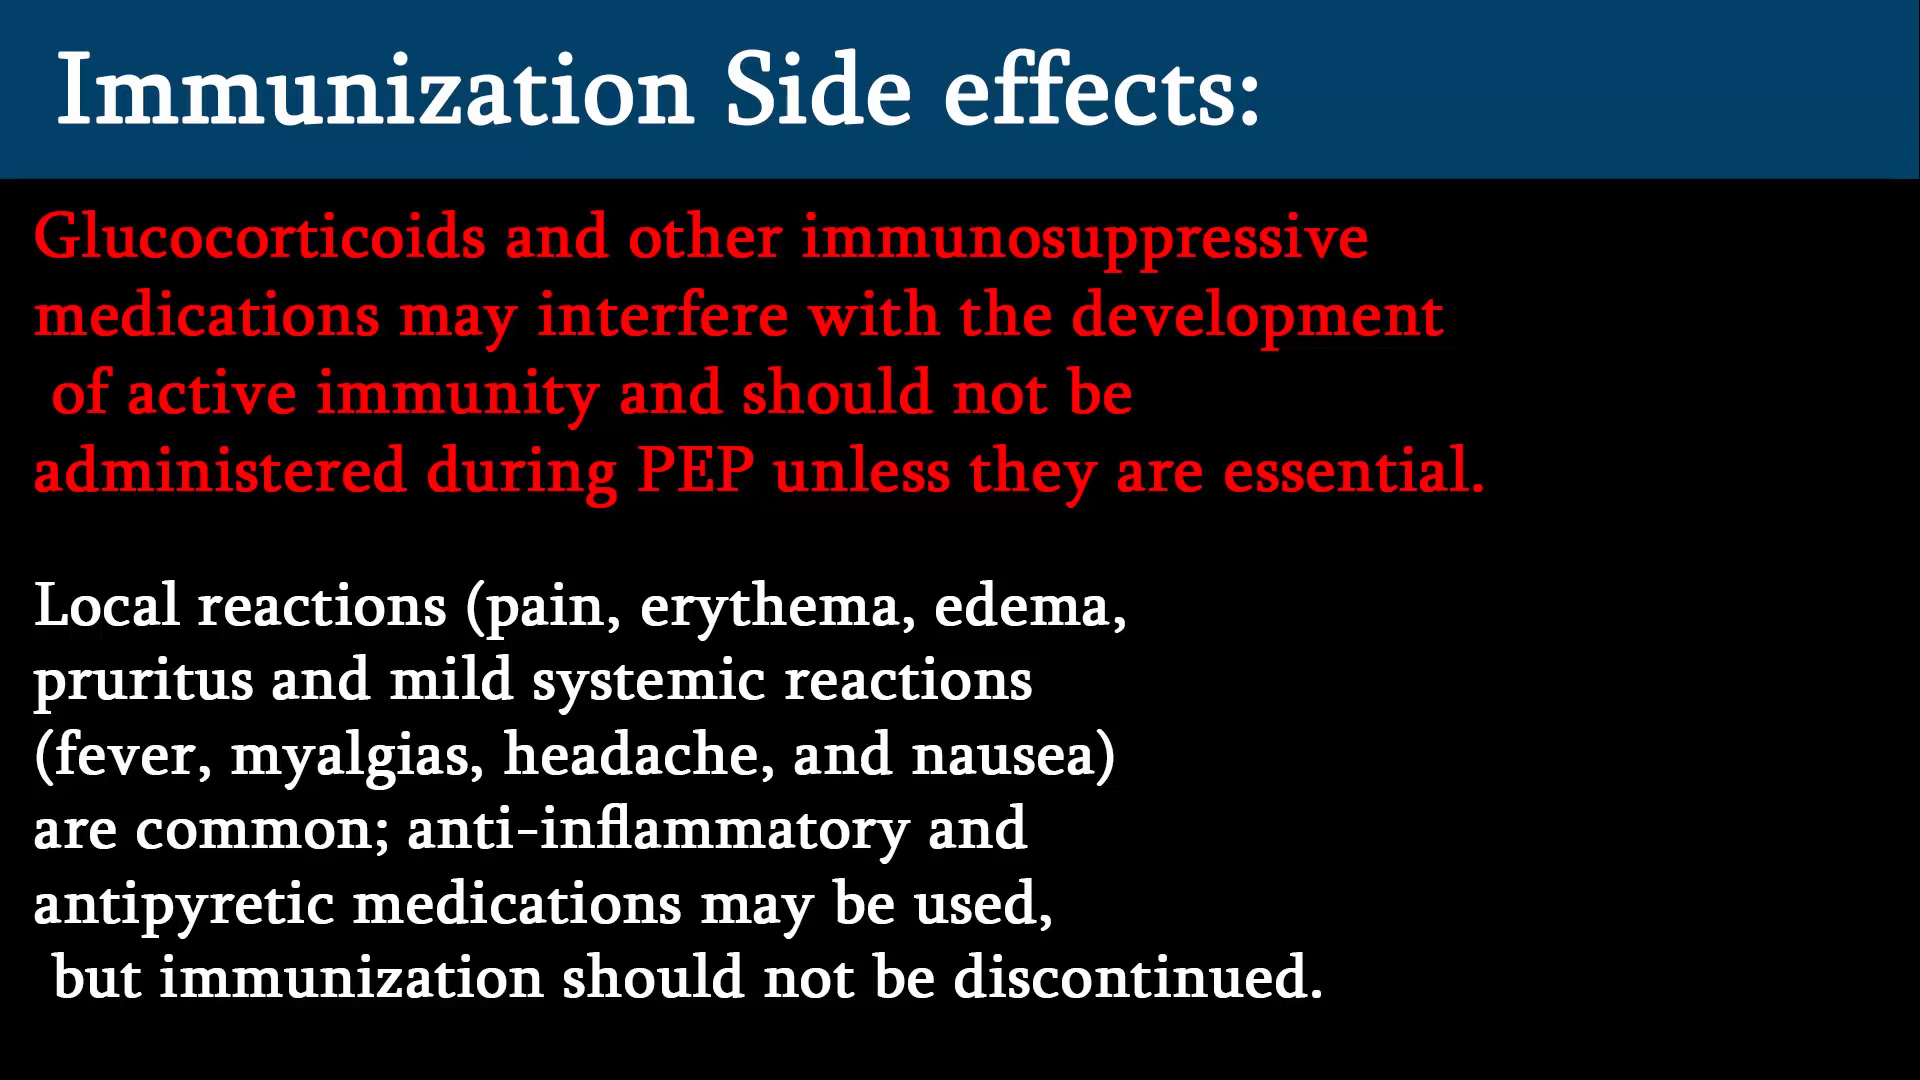 Immunization Side effects:
Glucocorticoids and other immunosuppressive
medications may interfere with the development
of active immunity and should not be
administered during PEP unless they are essential.
Local reactions (pain, erythema, edema,
pruritus and mild systemic reactions
(fever, myalgias, headache, and nausea)
are common; anti-inflammatory and
antipyretic medications may be used,
but immunization should not be discontinued.